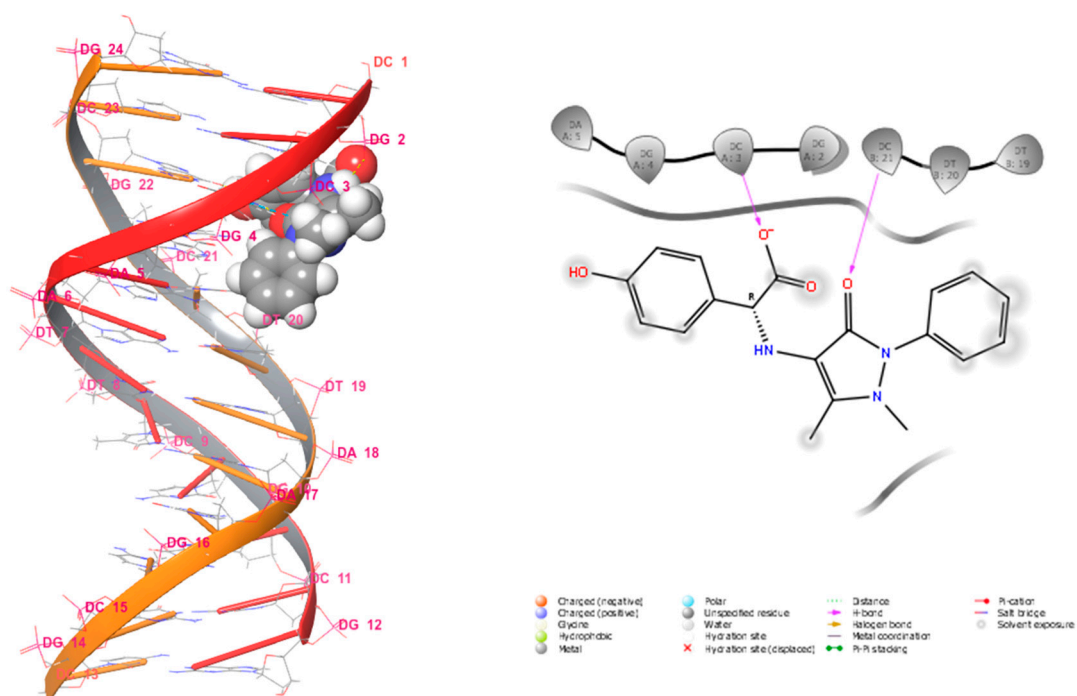 DG 24
DC 1
DC 23
DG 2
DG 22
DC 3
DG 4
DC 21
DA 5
DA 6
DT 7
DT 20
DT 8
DT 19
DC 9
DA 18
DA 17
DG 16
DC 11
DC 15
DG 12
DG 14
13
DA
A:5
DG
A:4
DC
A:3
DG
A:2
DC
B:21
DT
B:20
DT
B:19
O⁻
HO
O
R
O
HN
N
N
Charged (negative)
Charged (positive)
Glycine
Hydrophobic
Metal
Polar
Unspecified residue
Water
Hydration site
Hydration site (displaced)
Distance
H-bond
Halogen bond
Metal coordination
Pi-Pi stacking
Pi-cation
Salt bridge
Solvent exposure